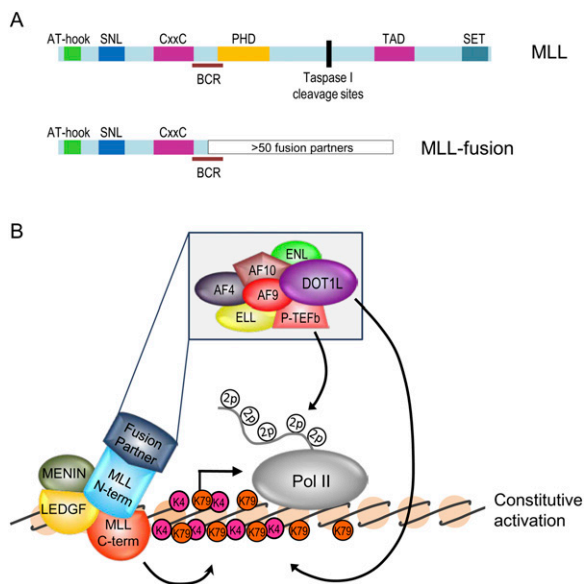 A
AT-hook SNL CxxC PHD TAD SET
MLL
BCR
Taspase I
cleavage sites
AT-hook SNL CxxC
>50 fusion partners
MLL-fusion
BCR
B
ENL
AF10
DOT1L
AF4
AF9
ELL
P-TEFb
2p
2p
2p
2p
2p
Fusion
Partner
MENIN
MLL
N-term
LEDGF
MLL
C-term
Pol II
K4 K79 K4 K79
K4 K79 K4 K79 K4 K79 K4 K79 K79
Constitutive
activation